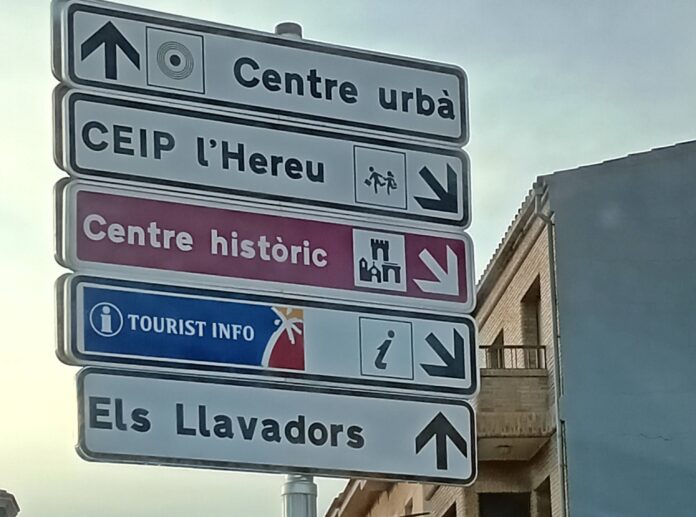 Centre urbà
CEIP l'Hereu
Centre històric
i TOURIST INFO i
Els Llavadors